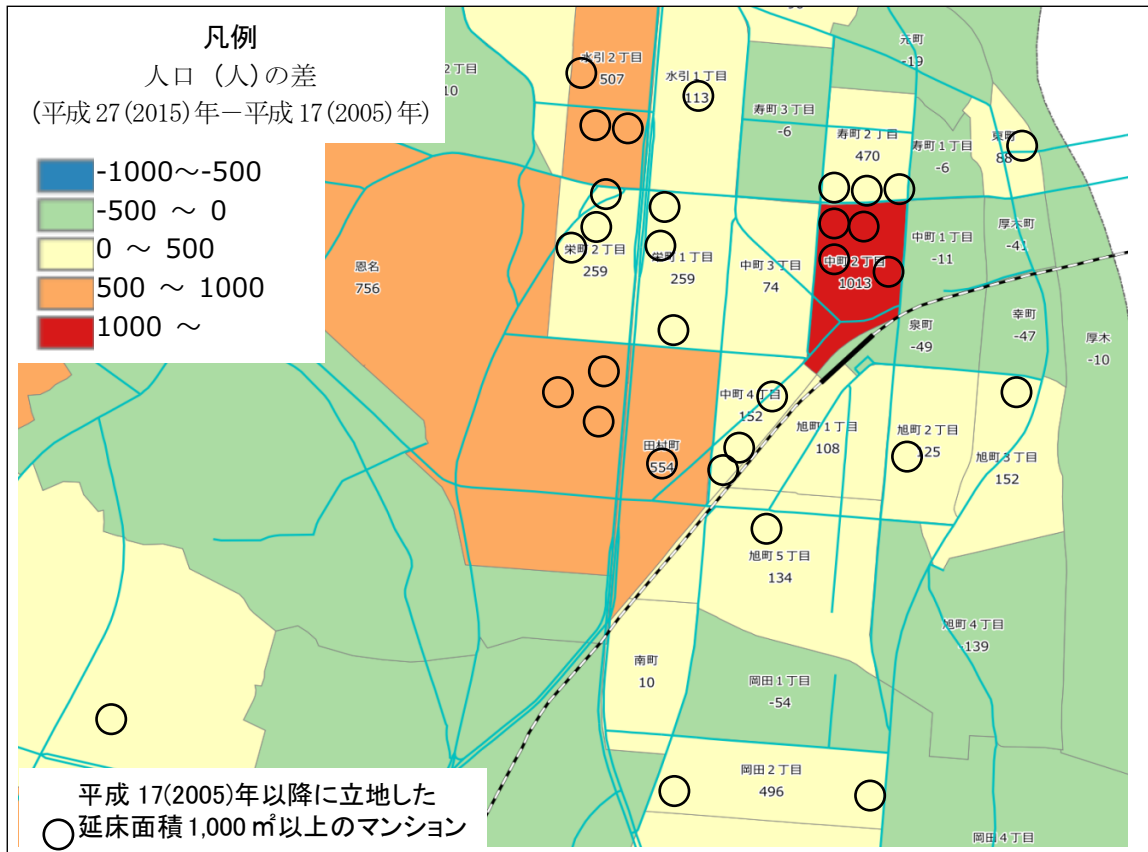 凡例
人口 (人)の差
(平成 27(2015)年－平成 17(2005)年)
-1000～-500
-500 ～ 0
0 ～ 500
500 ～ 1000
1000 ～
2丁目
10
水引2丁目
507
水引1丁目
113
元町
-19
寿町3丁目
-6
寿町2丁目
470
寿町1丁目
-6
東町
88
恩名
756
栄町2丁目
259
栄町1丁目
259
中町3丁目
74
中町2丁目
1013
中町1丁目
-11
厚木町
-41
泉町
-49
幸町
-47
厚木
-10
中町4丁目
152
旭町1丁目
108
旭町2丁目
225
旭町3丁目
152
田村町
554
旭町5丁目
134
旭町4丁目
-139
南町
10
岡田1丁目
-54
岡田2丁目
496
岡田4丁目
平成 17(2005)年以降に立地した
延床面積 1,000 ㎡以上のマンション